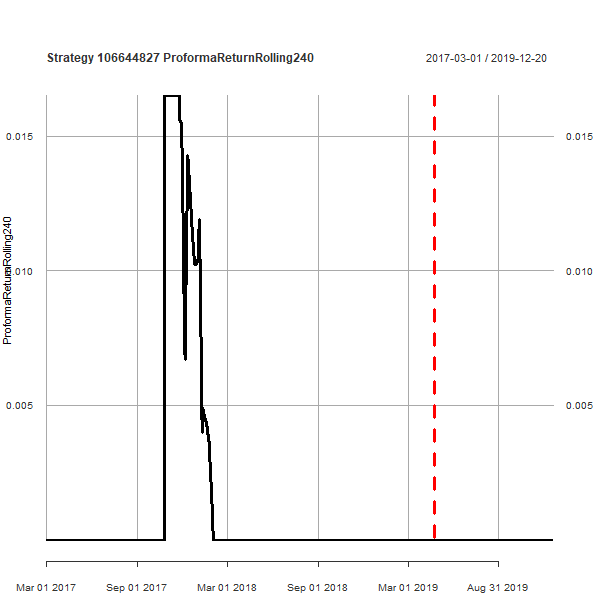 Strategy 106644827 ProformaReturnRolling240
2017-03-01 / 2019-12-20
0.015
0.015
ProformaReturnRolling240
0.010
0.010
0.005
0.005
Mar 01 2017
Sep 01 2017
Mar 01 2018
Sep 01 2018
Mar 01 2019
Aug 31 2019